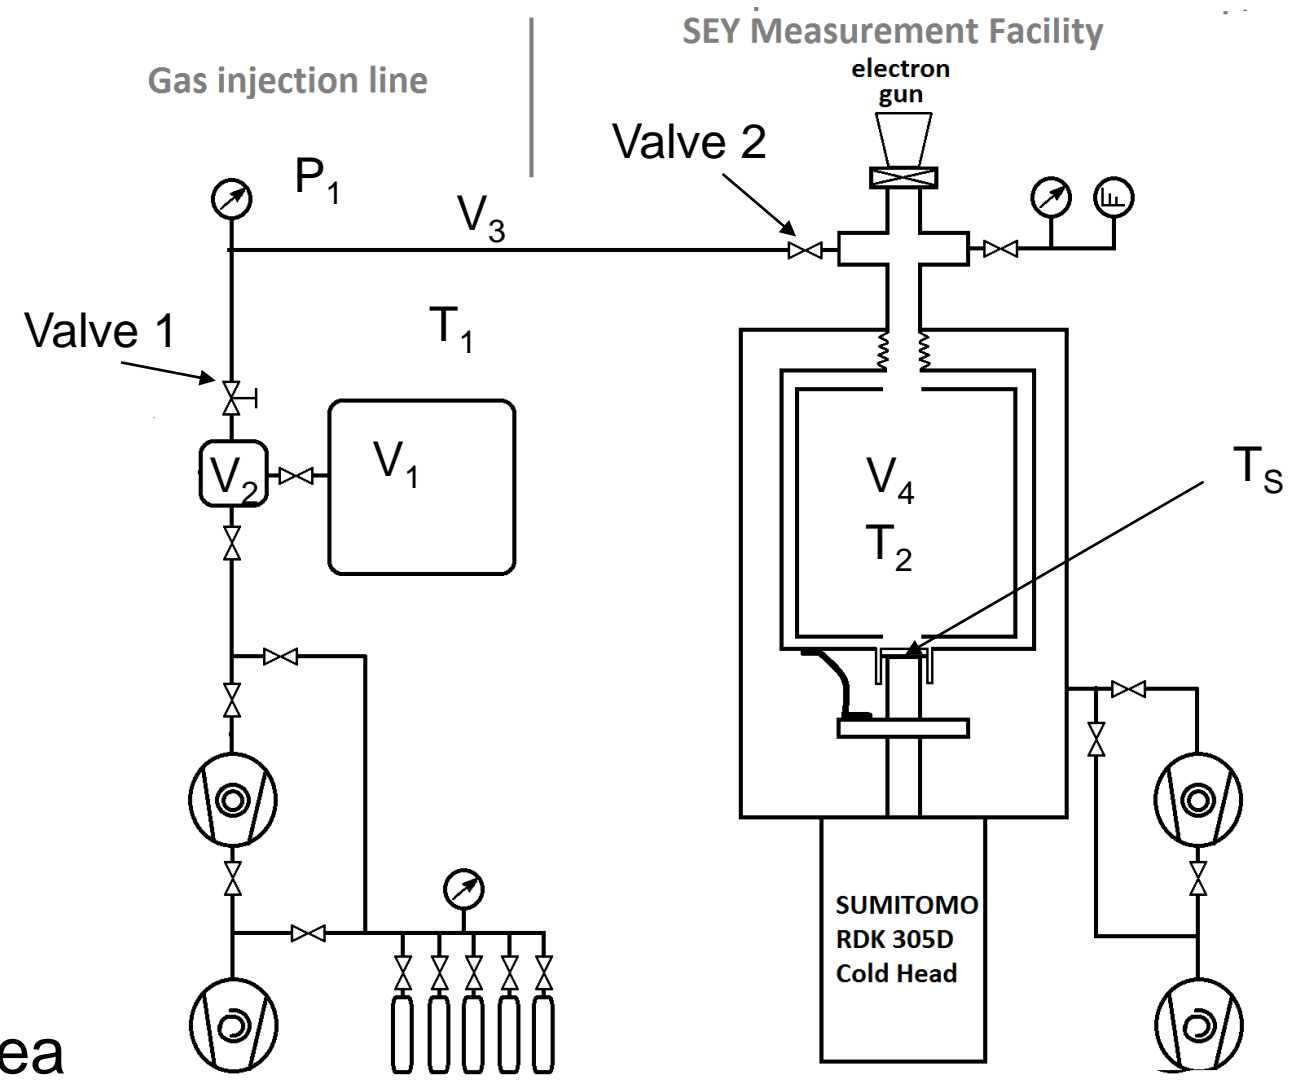 SEY Measurement Facility
Gas injection line
electron
gun
Valve 2
P1
V3
T1
Valve 1
V2
V1
V4
T2
TS
SUMITOMO
RDK 305D
Cold Head
ea